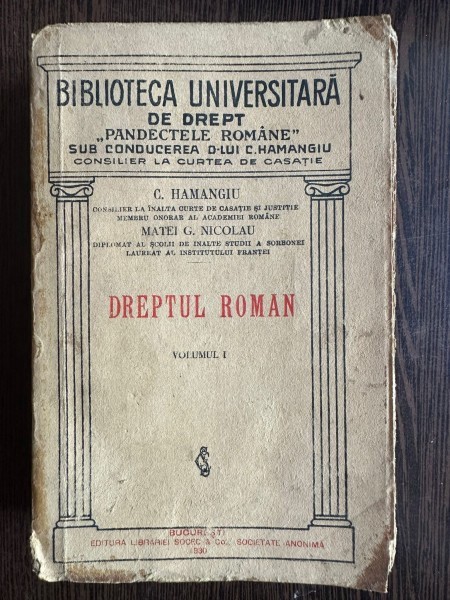 BIBLIOTECA UNIVERSITARĂ
DE DREPT
„PANDECTELE ROMÂNE"
SUB CONDUCEREA D-LUI C.HAMANGIU
CONSILIER LA CURTEA DE CASAȚIE
C. HAMANGIU
CONSILIER LA ÎNALTA CURTE DE CASAȚIE ȘI JUSTIȚIE
MEMBRU ONORAR AL ACADEMIEI ROMÂNE
MATEI G. NICOLAU
DIPLOMAT AL ȘCOLII DE INALTE STUDII A SORBONEI
LAUREAT AL INSTITUTULUI FRANȚEI
DREPTUL ROMAN
VOLUMUL I
BUCUREȘTI
EDITURA LIBRĂRIEI SOCEC & Co., SOCIETATE ANONIMĂ
1930